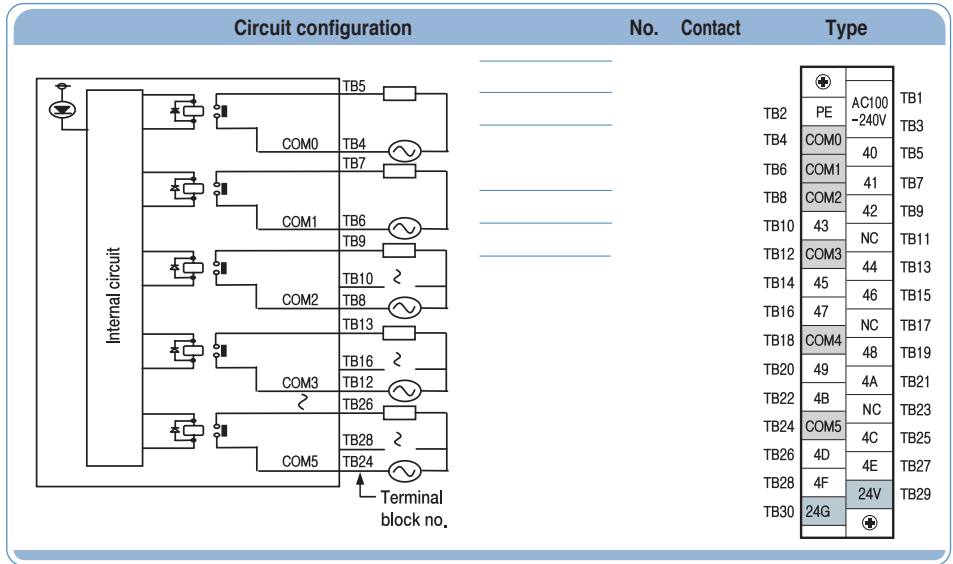 Circuit configuration No. Contact Type
Internal circuit
TB5
COM0 TB4
TB7
COM1 TB6
TB9
TB10
COM2 TB8
TB13
TB16
COM3 TB12
TB26
TB28
COM5 TB24
Terminal
block no.
AC100
-240V
TB1
TB2 PE
TB3
TB4 COM0
40 TB5
TB6 COM1
41 TB7
TB8 COM2
42 TB9
TB10 43
NC TB11
TB12 COM3
44 TB13
TB14 45
46 TB15
TB16 47
NC TB17
TB18 COM4
48 TB19
TB20 49
4A TB21
TB22 4B
NC TB23
TB24 COM5
4C TB25
TB26 4D
4E TB27
TB28 4F
24V TB29
TB30 24G